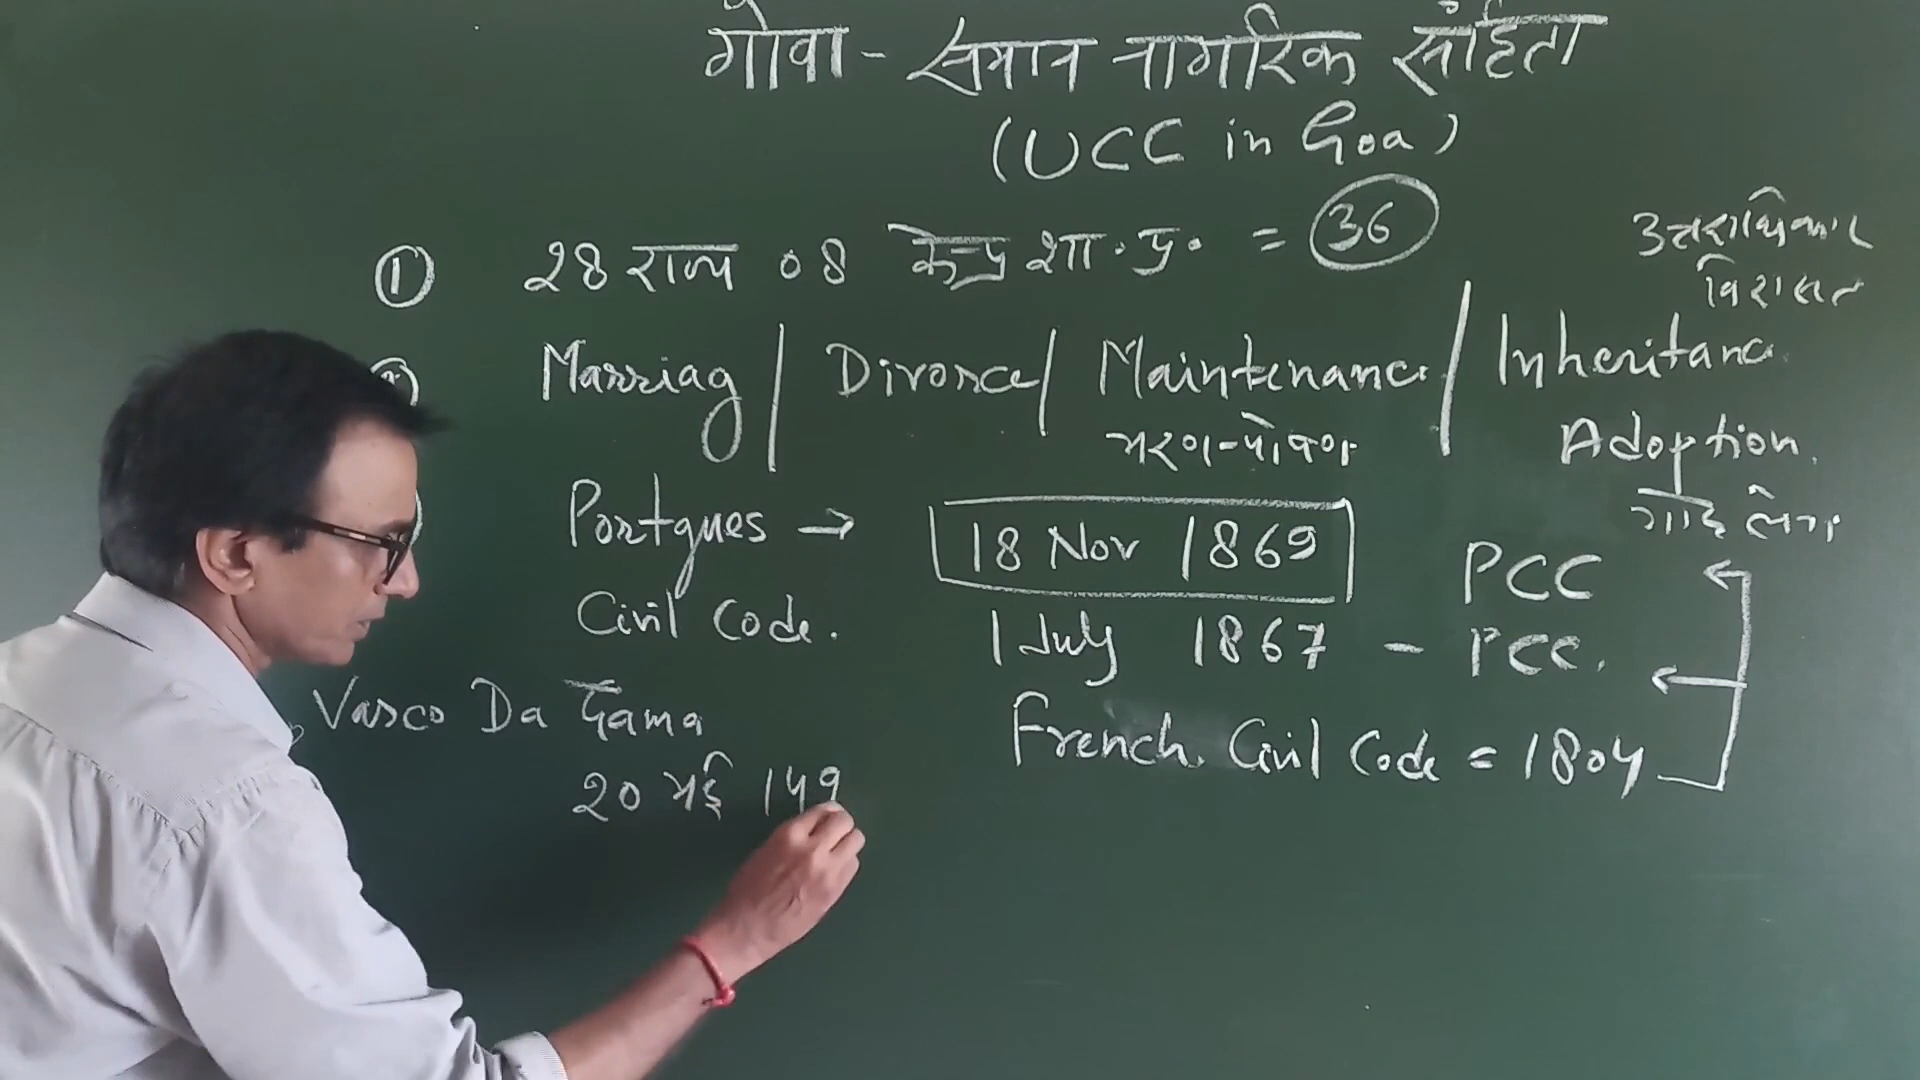 गोवा - समान नागरिक संहिता
(UCC in Goa)
① 28 राज्य 08 केन्द्र शा. प्र. = 36
उत्तराधिकार
विरासत
Marriag / Divorce / Maintenance / Inheritanc
भरण-पोषण
Adoption.
गोद लेना
Portgues → 18 Nov 1869 PCC
Civil Code. 1 July 1867 - PCC.
Vasco Da Gama
French Civil Code = 1804
20 मई 149